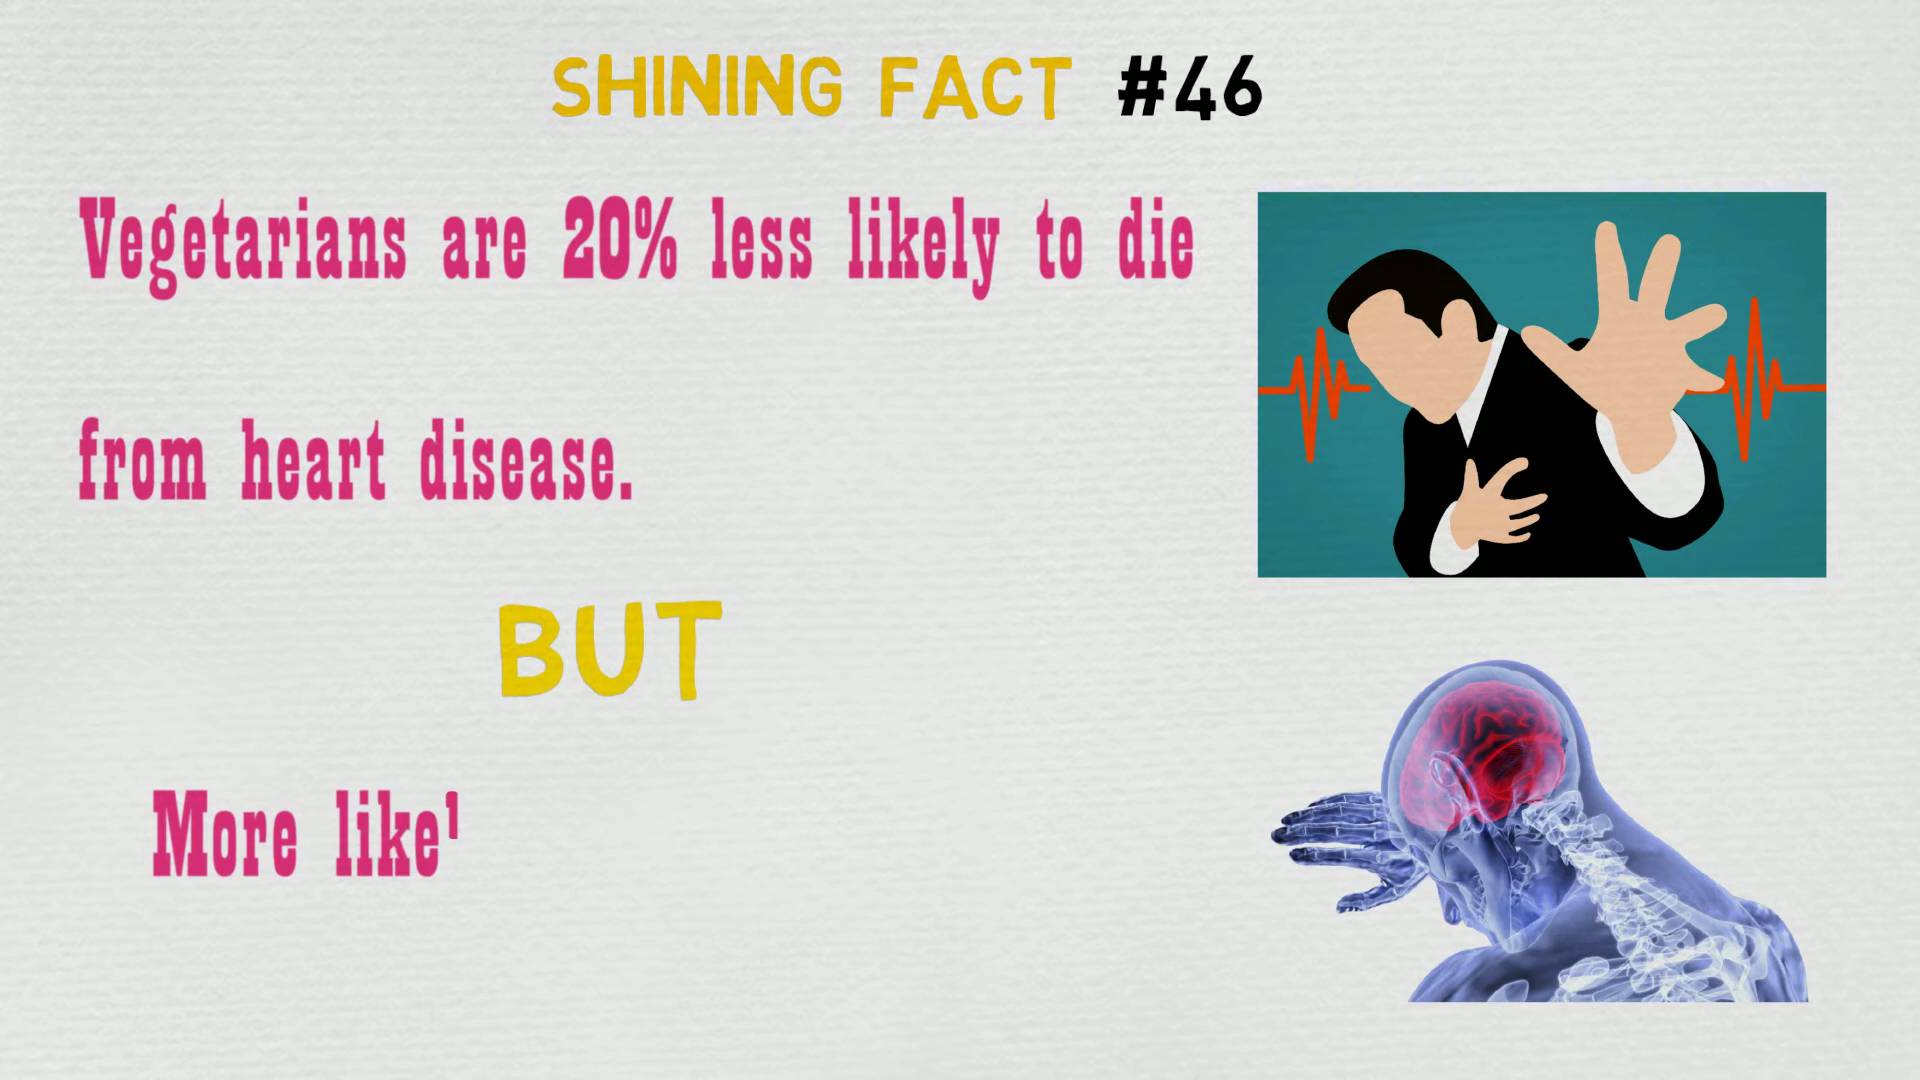 SHINING FACT #46
Vegetarians are 20% less likely to die
from heart disease.
BUT
More like